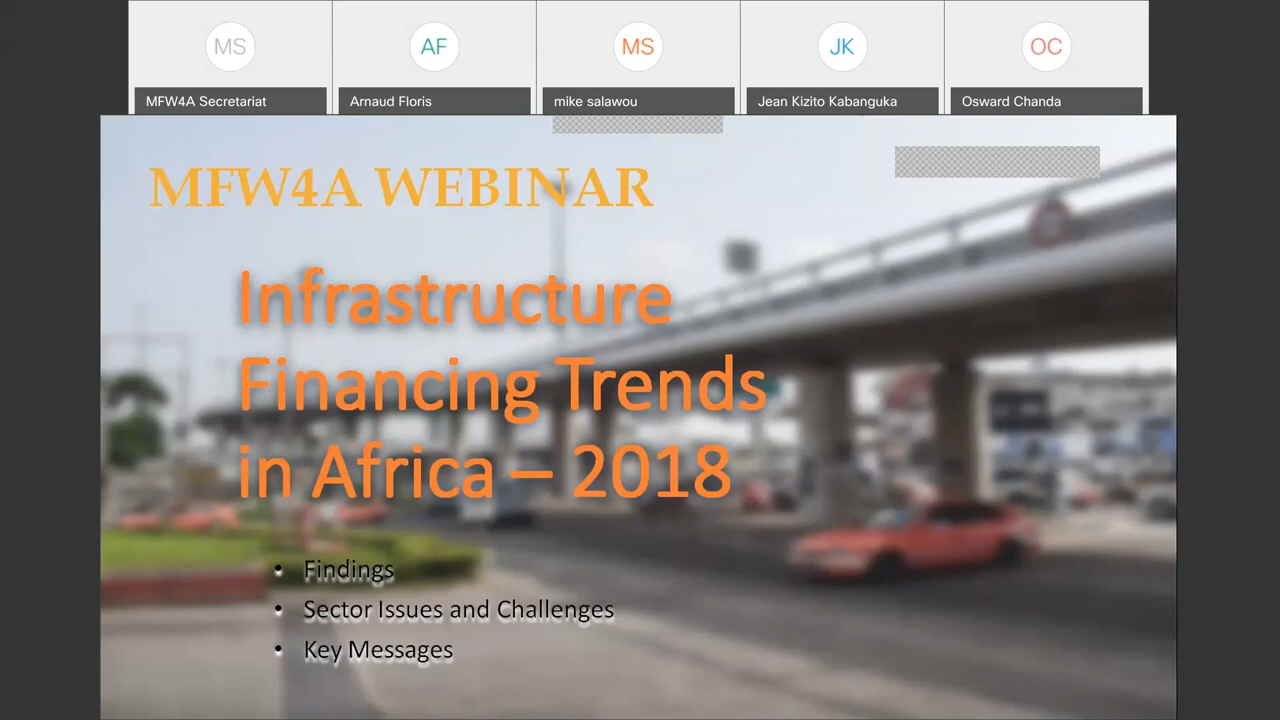 MS
AF
MS
JK
OC
MFW4A Secretariat
Arnaud Floris
mike salawou
Jean Kizito Kabanguka
Osward Chanda
MFW4A WEBINAR
Infrastructure
Financing Trends
in Africa – 2018
• Findings
• Sector Issues and Challenges
• Key Messages